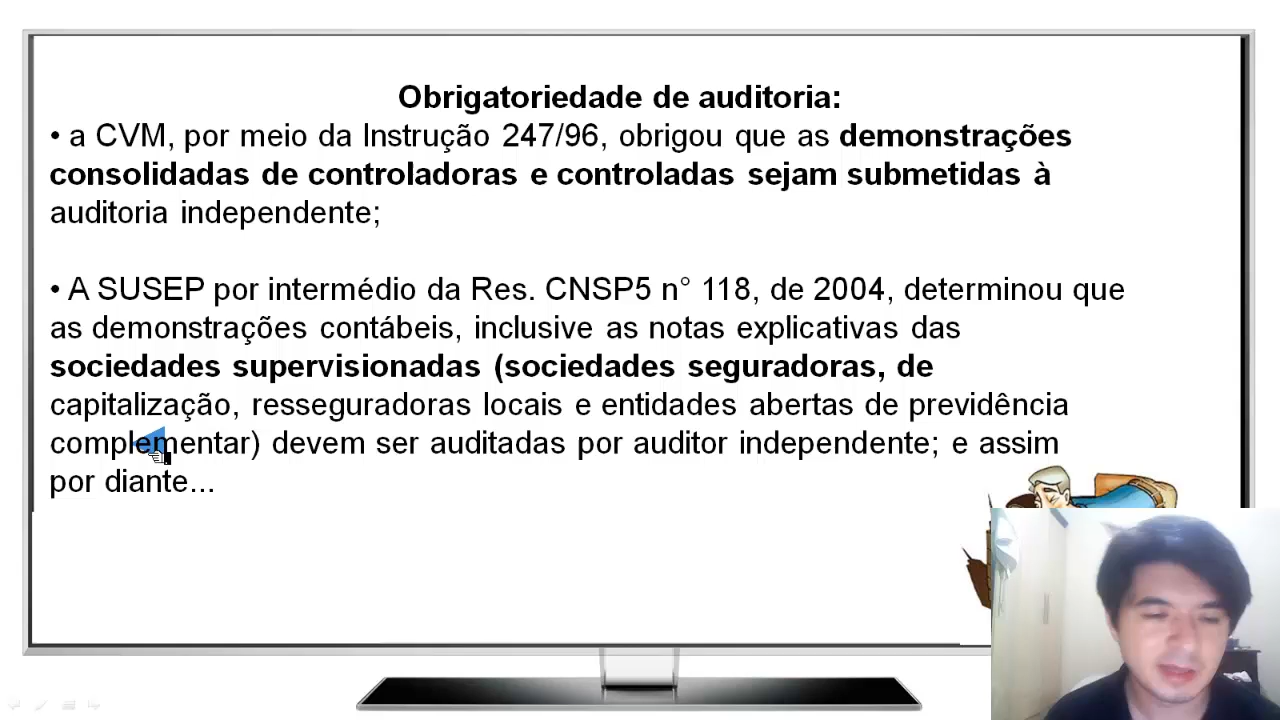 Obrigatoriedade de auditoria:
• a CVM, por meio da Instrução 247/96, obrigou que as demonstrações
consolidadas de controladoras e controladas sejam submetidas à
auditoria independente;
• A SUSEP por intermédio da Res. CNSP5 n° 118, de 2004, determinou que
as demonstrações contábeis, inclusive as notas explicativas das
sociedades supervisionadas (sociedades seguradoras, de
capitalização, resseguradoras locais e entidades abertas de previdência
complementar) devem ser auditadas por auditor independente; e assim
por diante...